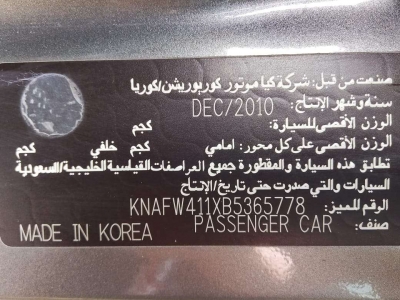 صنعت من قبل: شركة كيا موتور كوربوريشن/كوريا
سنة وشهر الإنتاج: DEC/2010
الوزن الأقصى للسيارة: كجم
الوزن الأقصى على كل محور: امامي كجم خلفي كجم
تطابق هذه السيارة والمقطورة جميع المراصفات القياسية الخليجية/السعودية
السيارات والتي صدرت حتى تاريخ/الإنتاج
الرقم المميز: KNAFW411XB5365778
صنف: PASSENGER CAR
MADE IN KOREA